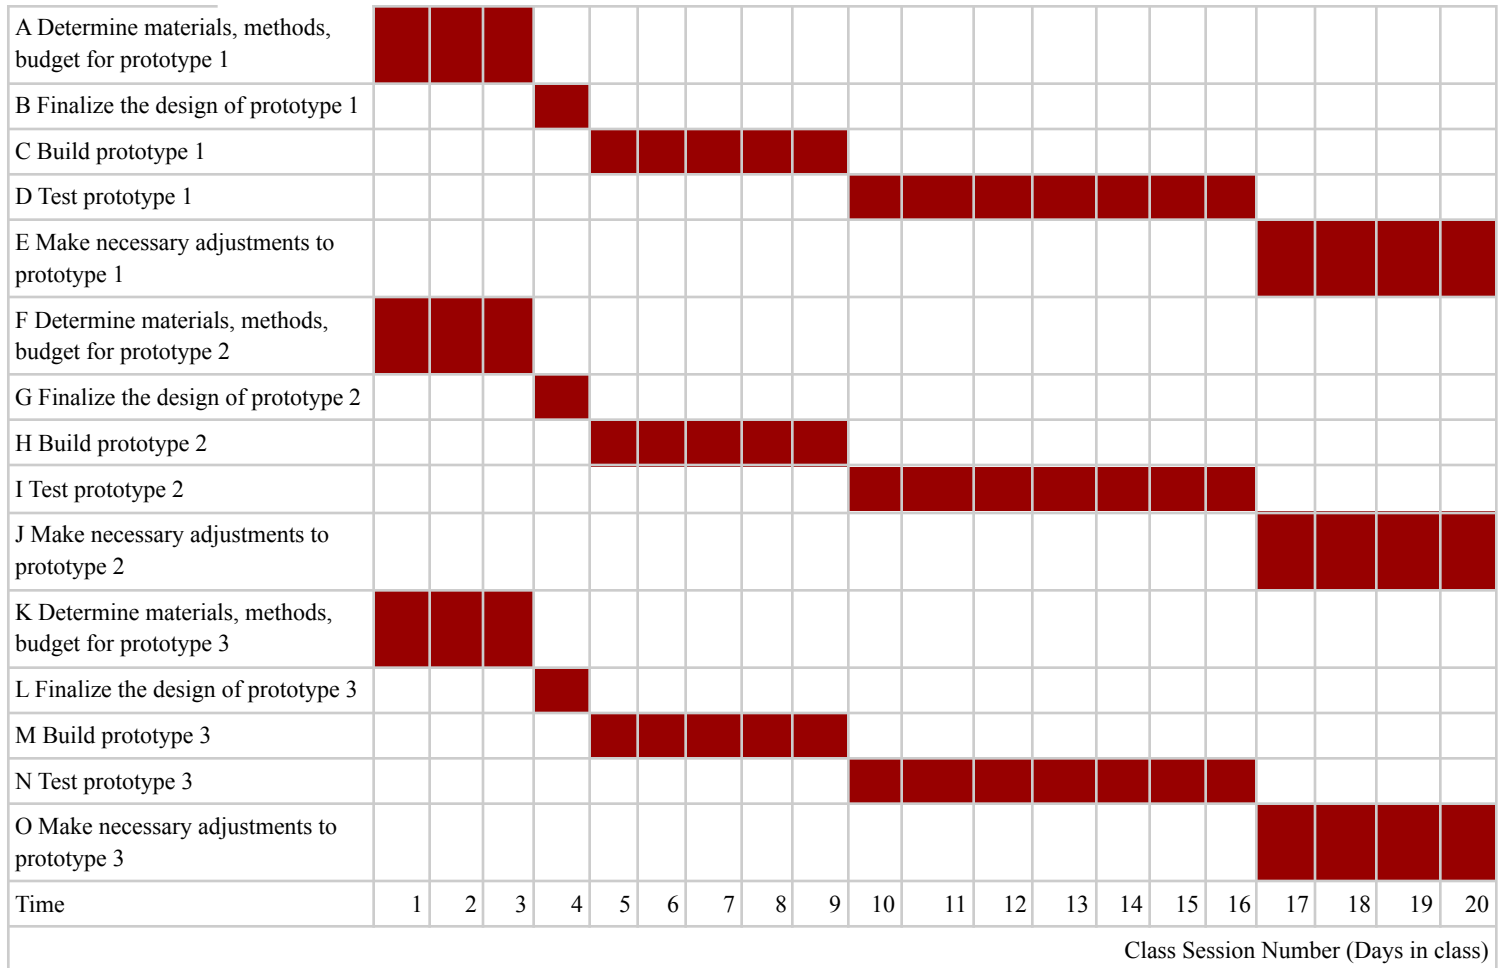 A Determine materials, methods,
budget for prototype 1
B Finalize the design of prototype 1
C Build prototype 1
D Test prototype 1
E Make necessary adjustments to
prototype 1
F Determine materials, methods,
budget for prototype 2
G Finalize the design of prototype 2
H Build prototype 2
I Test prototype 2
J Make necessary adjustments to
prototype 2
K Determine materials, methods,
budget for prototype 3
L Finalize the design of prototype 3
M Build prototype 3
N Test prototype 3
O Make necessary adjustments to
prototype 3
Time 1 2 3 4 5 6 7 8 9 10 11 12 13 14 15 16 17 18 19 20
Class Session Number (Days in class)